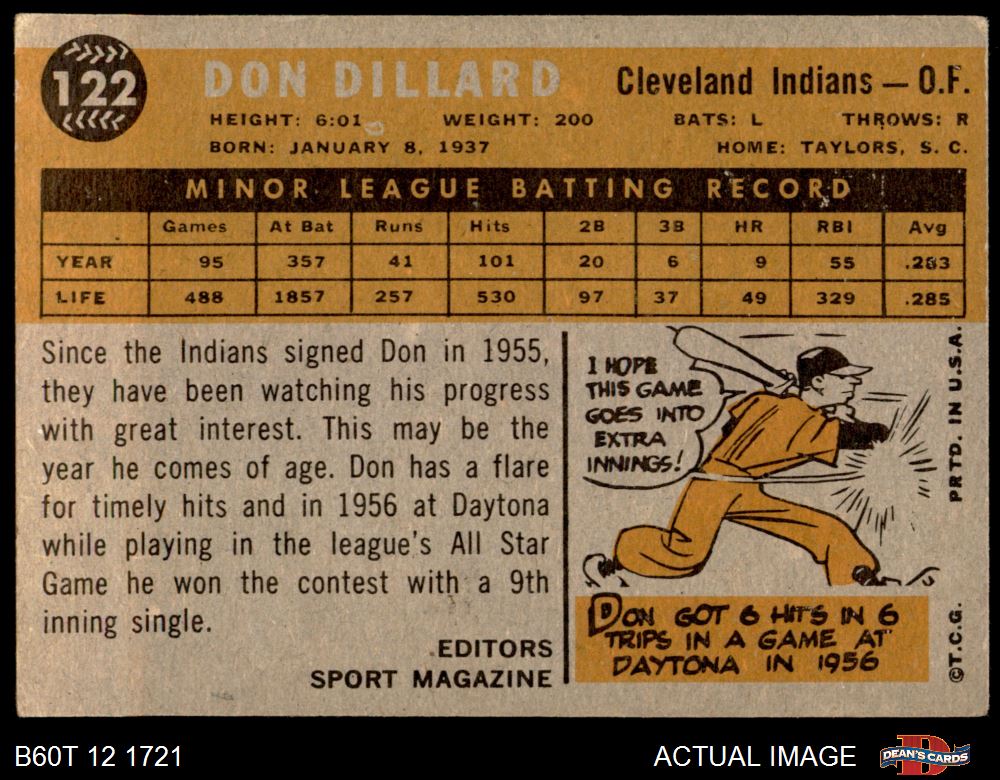 122
DON DILLARD
Cleveland Indians — O.F.
HEIGHT: 6:01 WEIGHT: 200 BATS: L THROWS: R
BORN: JANUARY 8, 1937 HOME: TAYLORS, S. C.
MINOR LEAGUE BATTING RECORD
Games At Bat Runs Hits 2B 3B HR RBI Avg
YEAR 95 357 41 101 20 6 9 55 .283
LIFE 488 1857 257 530 97 37 49 329 .285
Since the Indians signed Don in 1955,
they have been watching his progress
with great interest. This may be the
year he comes of age. Don has a flare
for timely hits and in 1956 at Daytona
while playing in the league's All Star
Game he won the contest with a 9th
inning single.
EDITORS
SPORT MAGAZINE
I HOPE
THIS GAME
GOES INTO
EXTRA
INNINGS!
DON GOT 6 HITS IN 6
TRIPS IN A GAME AT
DAYTONA IN 1956
©T.C.G. PRTD. IN U.S.A.
B60T 12 1721
ACTUAL IMAGE
DEAN'S CARDS